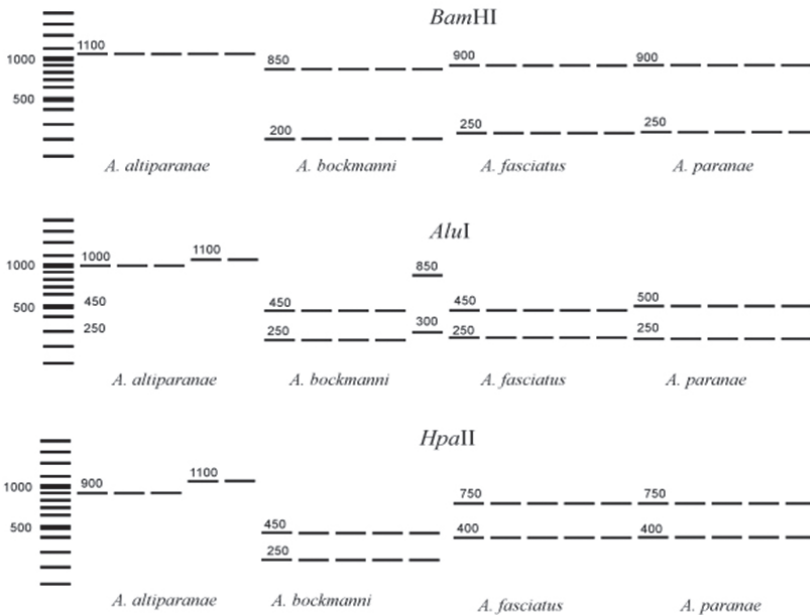 BamHI
1100 850 900 900
1000
500
200 250 250
A. altiparanae A. bockmanni A. fasciatus A. paranae
AluI
1000 1100 850
1000
500 450 450 450 500
250 250 300 250 250
A. altiparanae A. bockmanni A. fasciatus A. paranae
HpaII
900 1100 750 750
1000
500 450 400 400
250
A. altiparanae A. bockmanni A. fasciatus A. paranae